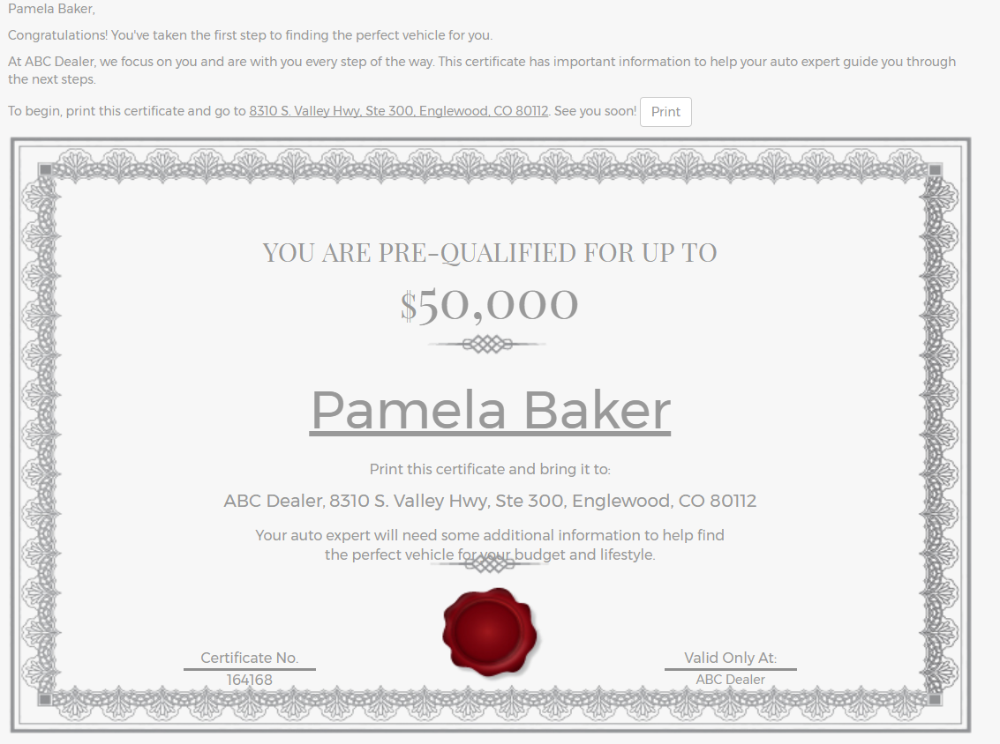 Pamela Baker,
Congratulations! You've taken the first step to finding the perfect vehicle for you.
At ABC Dealer, we focus on you and are with you every step of the way. This certificate has important information to help your auto expert guide you through
the next steps.
To begin, print this certificate and go to 8310 S. Valley Hwy, Ste 300, Englewood, CO 80112. See you soon! Print
YOU ARE PRE-QUALIFIED FOR UP TO
$50,000
Pamela Baker
Print this certificate and bring it to:
ABC Dealer, 8310 S. Valley Hwy, Ste 300, Englewood, CO 80112
Your auto expert will need some additional information to help find
the perfect vehicle for your budget and lifestyle.
Certificate No.
164168
Valid Only At:
ABC Dealer